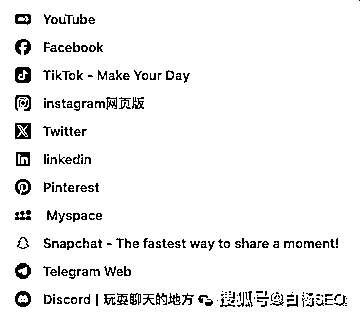 YouTube
Facebook
TikTok - Make Your Day
instagram网页版
Twitter
linkedin
Pinterest
Myspace
Snapchat - The fastest way to share a moment!
Telegram Web
Discord | 玩耍聊天的地方 搜狐号@白杨SEO